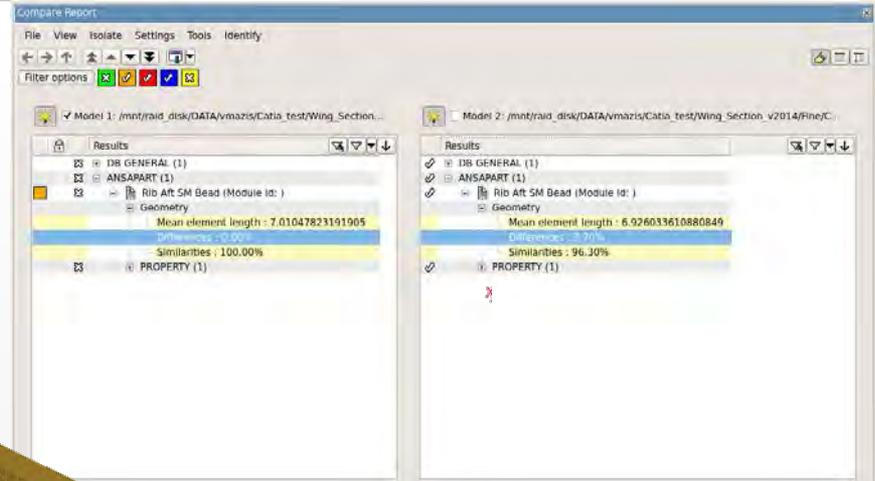 Compare Report
File View Isolate Settings Tools Identify
Filter options
Model 1: /mnt/raid_disk/DATA/vmazis/Catia_test/Wing_Section...
Results
DB GENERAL (1)
ANSAPART (1)
Rib Aft SM Bead (Module Id: )
Geometry
Mean element length : 7.01047823191905
Differences : 0.00%
Similarities : 100.00%
PROPERTY (1)
Model 2: /mnt/raid_disk/DATA/vmazis/Catia_test/Wing_Section_v2014/Fine/C...
Results
DB GENERAL (1)
ANSAPART (1)
Rib Aft SM Bead (Module Id: )
Geometry
Mean element length : 6.926033610880849
Differences : 3.70%
Similarities : 96.30%
PROPERTY (1)